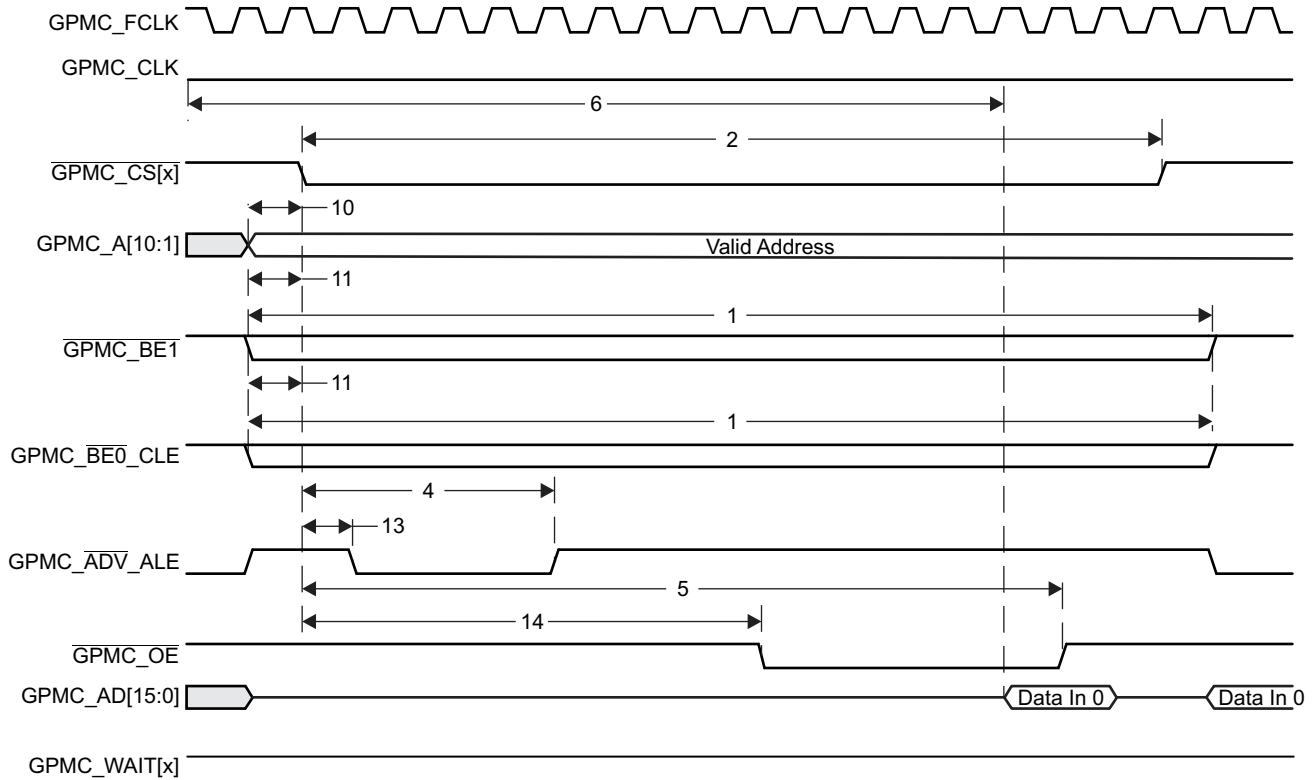 GPMC_FCLK
GPMC_CLK
6
2
GPMC_CS[x]
10
GPMC_A[10:1]
Valid Address
11
1
GPMC_BE1
11
1
GPMC_BE0_CLE
4
13
GPMC_ADV_ALE
5
14
GPMC_OE
GPMC_AD[15:0]
Data In 0
Data In 0
GPMC_WAIT[x]